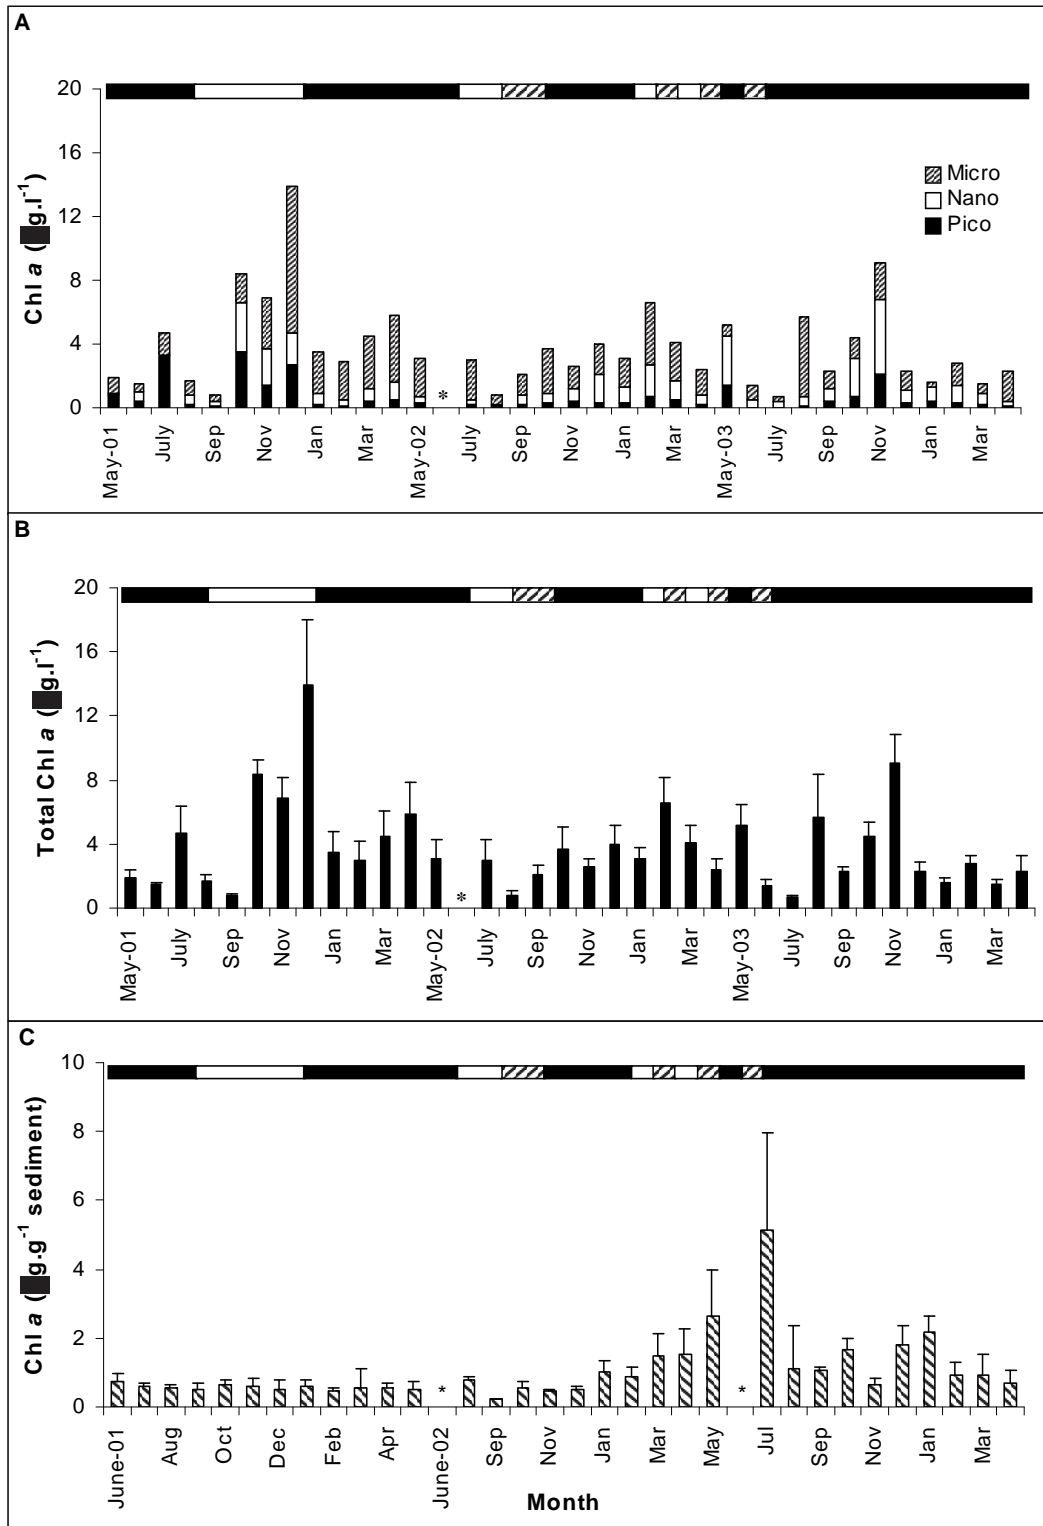 A
20
16
12
8
4
0
Chl a (g.l-1)
Micro
Nano
Pico
*
May-01 July Sep Nov Jan Mar May-02 July Sep Nov Jan Mar May-03 July Sep Nov Jan Mar
B
20
16
12
8
4
0
Total Chl a (g.l-1)
*
May-01 July Sep Nov Jan Mar May-02 July Sep Nov Jan Mar May-03 July Sep Nov Jan Mar
C
10
8
6
4
2
0
Chl a (g.g-1 sediment)
* *
June-01 Aug Oct Dec Feb Apr June-02 Sep Nov Jan Mar May Jul Sep Nov Jan Mar
Month